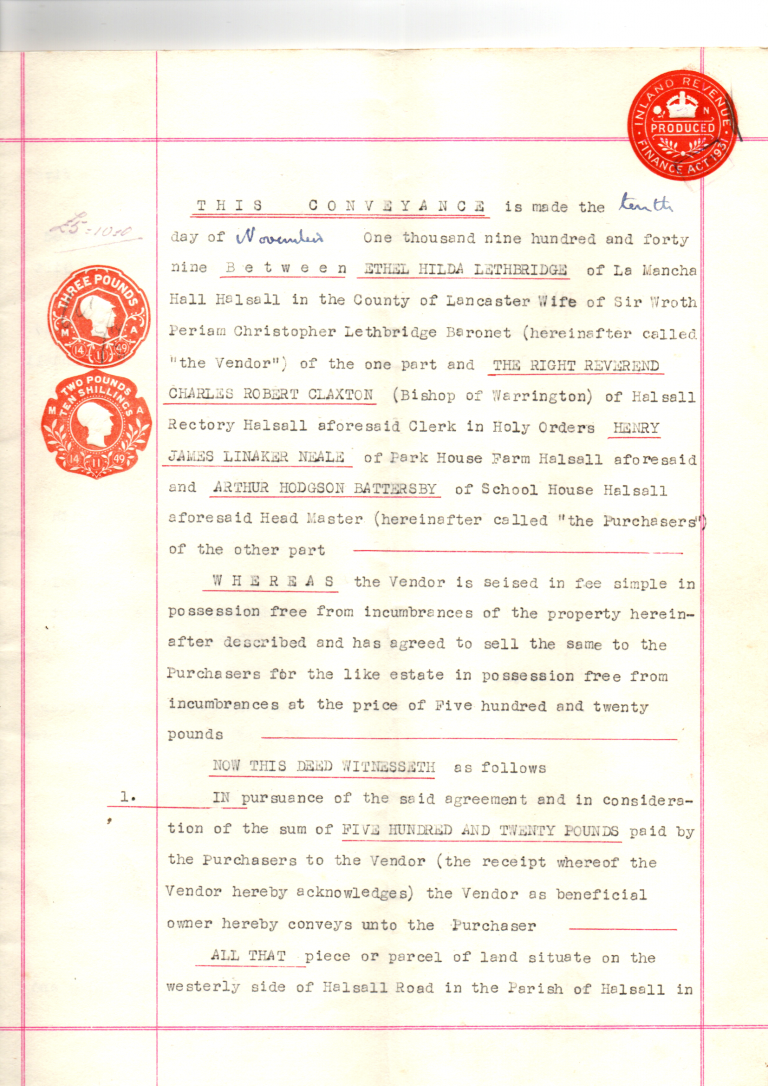 INLAND REVENUE
N
PRODUCED
FINANCE ACT 1931
T H I S   C O N V E Y A N C E is made the tenth
£5 : 10 : 0
day of November One thousand nine hundred and forty
nine B e t w e e n ETHEL HILDA LETHBRIDGE of La Mancha
Hall Halsall in the County of Lancaster Wife of Sir Wroth
Periam Christopher Lethbridge Baronet (hereinafter called
"the Vendor") of the one part and THE RIGHT REVEREND
CHARLES ROBERT CLAXTON (Bishop of Warrington) of Halsall
Rectory Halsall aforesaid Clerk in Holy Orders HENRY
JAMES LINAKER NEALE of Park House Farm Halsall aforesaid
and ARTHUR HODGSON BATTERSBY of School House Halsall
aforesaid Head Master (hereinafter called "the Purchasers")
of the other part
THREE POUNDS
M A
14 49
TWO POUNDS
TEN SHILLINGS
M A
14 11 49
W H E R E A S the Vendor is seised in fee simple in
possession free from incumbrances of the property herein-
after described and has agreed to sell the same to the
Purchasers for the like estate in possession free from
incumbrances at the price of Five hundred and twenty
pounds
NOW THIS DEED WITNESSETH as follows
1. IN pursuance of the said agreement and in considera-
tion of the sum of FIVE HUNDRED AND TWENTY POUNDS paid by
the Purchasers to the Vendor (the receipt whereof the
Vendor hereby acknowledges) the Vendor as beneficial
owner hereby conveys unto the Purchaser
ALL THAT piece or parcel of land situate on the
westerly side of Halsall Road in the Parish of Halsall in